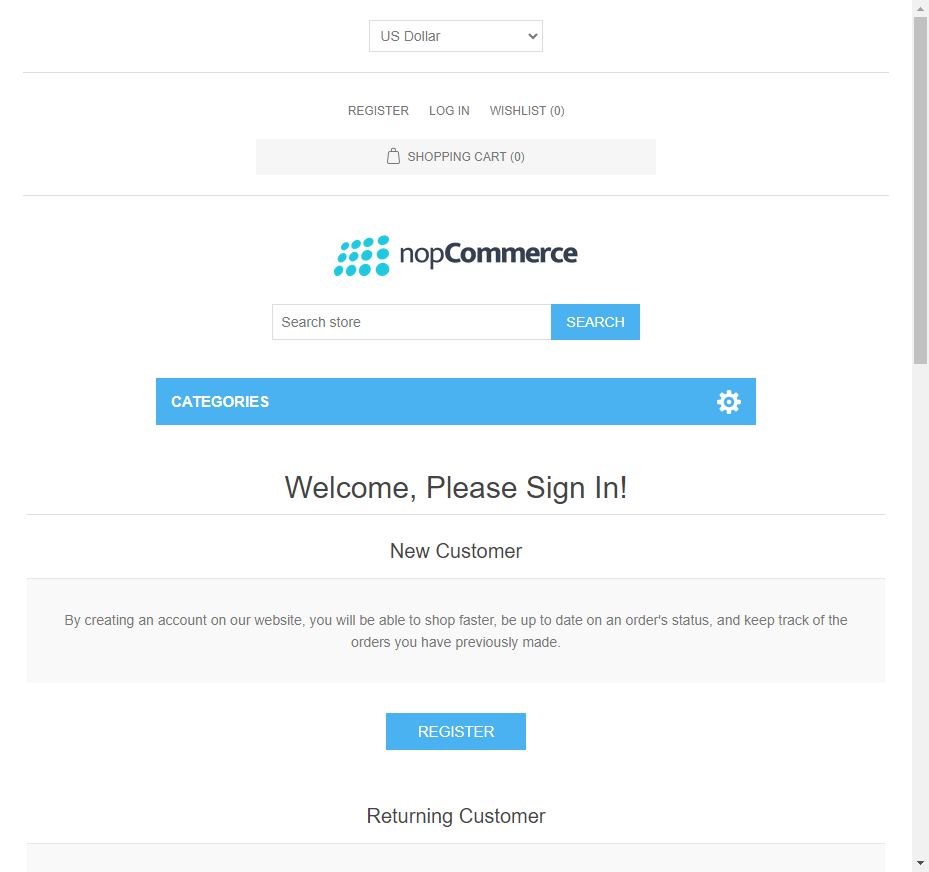 US Dollar
REGISTER LOG IN WISHLIST (0)
SHOPPING CART (0)
nopCommerce
Search store SEARCH
CATEGORIES
Welcome, Please Sign In!
New Customer
By creating an account on our website, you will be able to shop faster, be up to date on an order's status, and keep track of the
orders you have previously made.
REGISTER
Returning Customer